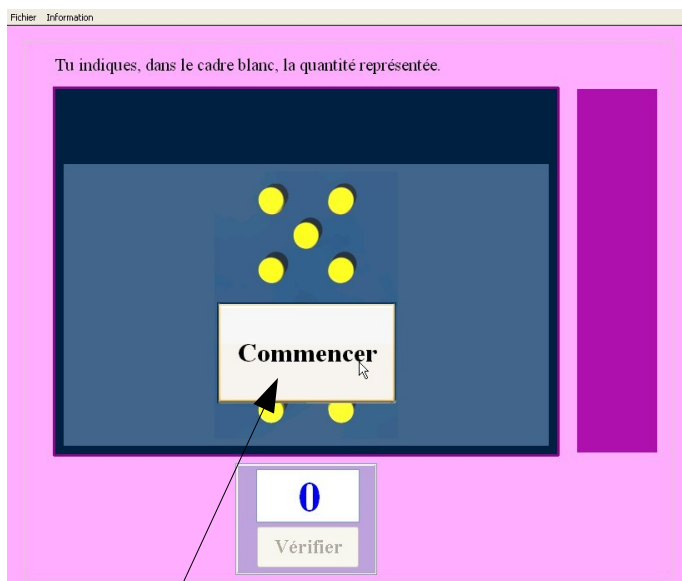 Fichier Information
Tu indiques, dans le cadre blanc, la quantité représentée.
Commencer
0
Vérifier